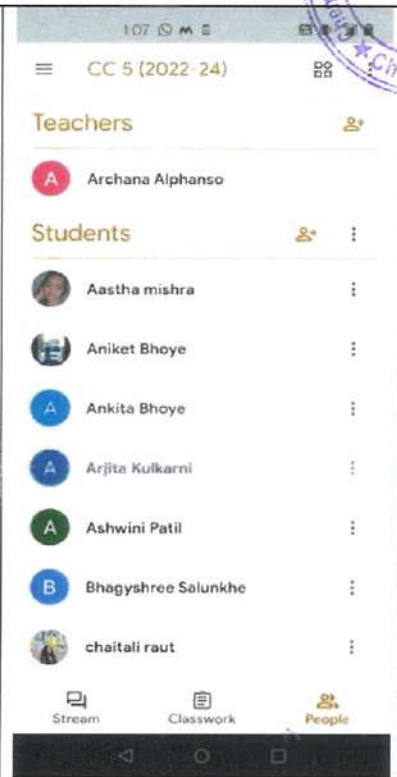 1:07
CC 5 (2022-24)
Teachers
A Archana Alphanso
Students
Aastha mishra
Aniket Bhoye
A Ankita Bhoye
A Arjita Kulkarni
A Ashwini Patil
B Bhagyshree Salunkhe
chaitali raut
Stream Classwork People